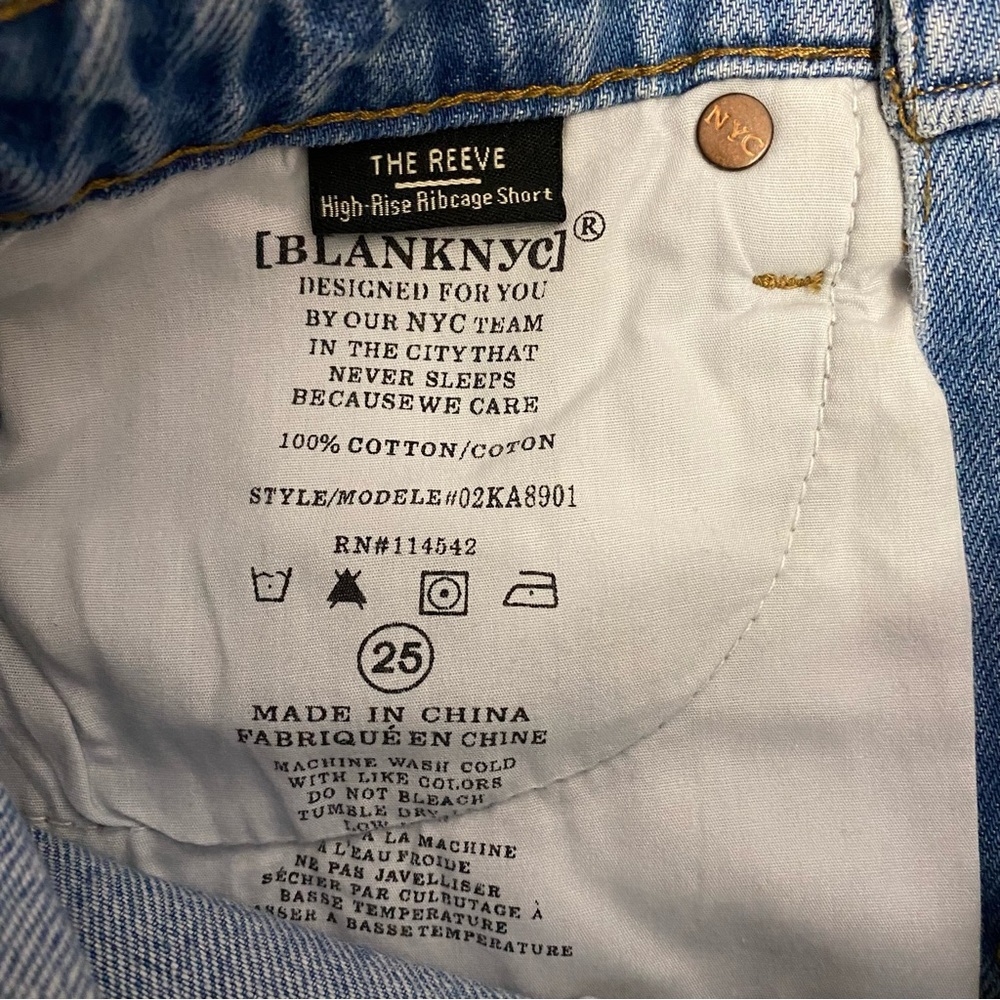 THE REEVE
High-Rise Ribcage Short
NYC
[BLANKNYC]®
DESIGNED FOR YOU
BY OUR NYC TEAM
IN THE CITY THAT
NEVER SLEEPS
BECAUSE WE CARE
100% COTTON/COTON
STYLE/MODELE#02KA8901
RN#114542
25
MADE IN CHINA
FABRIQUÉ EN CHINE
MACHINE WASH COLD
WITH LIKE COLORS
DO NOT BLEACH
TUMBLE DRY
LOW
A LA MACHINE
A L'EAU FROIDE
NE PAS JAVELLISER
SÉCHER PAR CULBUTAGE À
BASSE TEMPERATURE
A BASSE TEMPERATURE